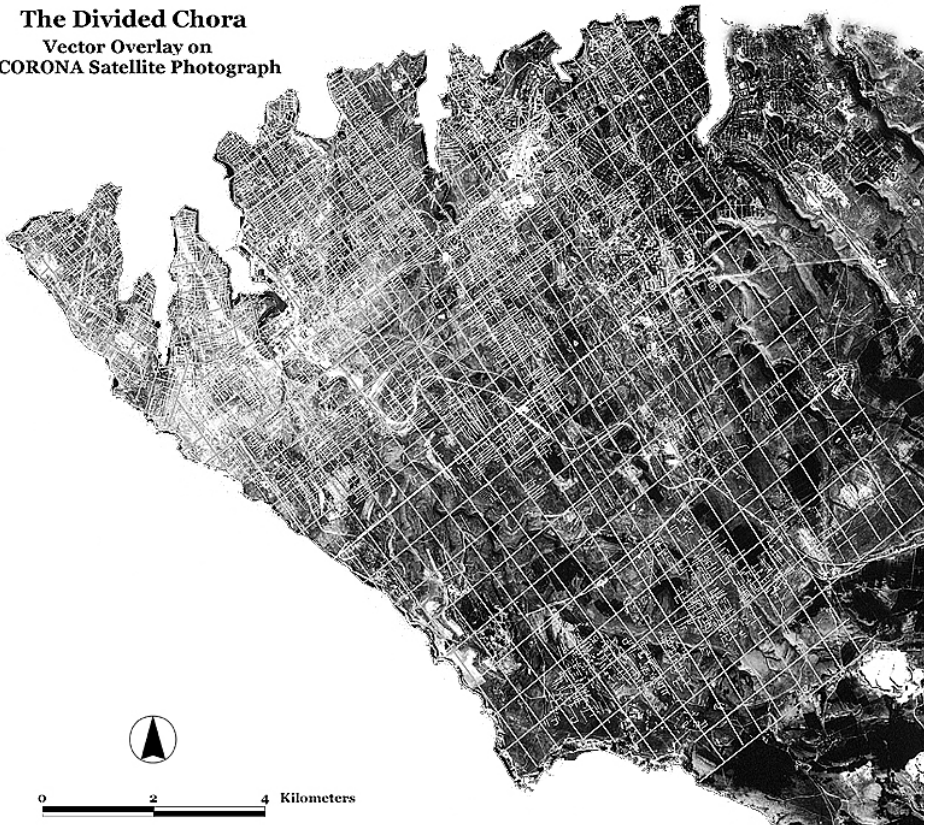 The Divided Chora
Vector Overlay on
CORONA Satellite Photograph
0 2 4 Kilometers